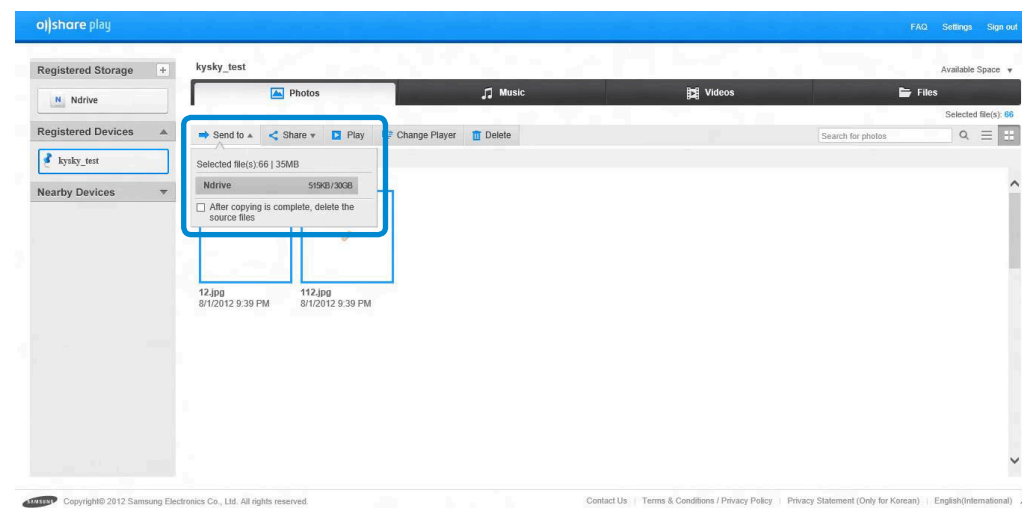 allshare play
FAQ Settings Sign out
Registered Storage +
kysky_test
Available Space
N Ndrive
Photos Music Videos Files
Selected file(s): 66
Registered Devices
Send to Share Play Change Player Delete
Search for photos
kysky_test
Selected file(s):66 | 35MB
Nearby Devices
Ndrive 515KB/30GB
After copying is complete, delete the
source files
12.jpg 112.jpg
8/1/2012 9:39 PM 8/1/2012 9:39 PM
SAMSUNG Copyright© 2012 Samsung Electronics Co., Ltd. All rights reserved.
Contact Us | Terms & Conditions / Privacy Policy | Privacy Statement (Only for Korean) | English(International)